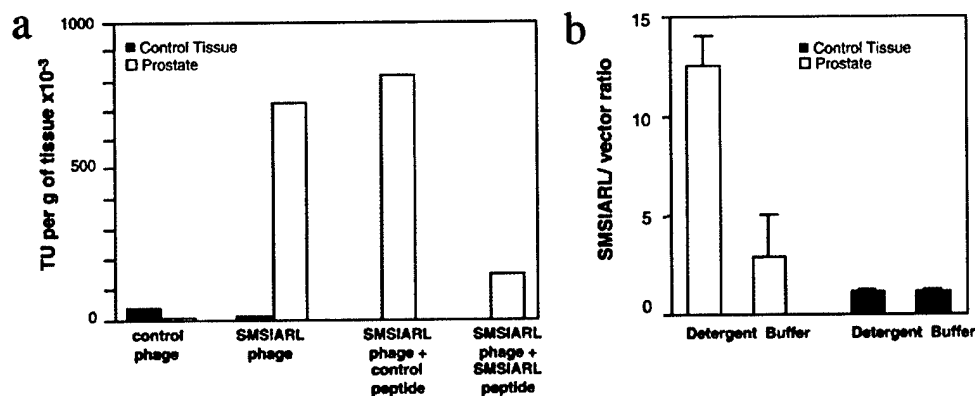 a
1000
500
0
TU per g of tissue x10-3
Control Tissue
Prostate
control
phage
SMSIARL
phage
SMSIARL
phage +
control
peptide
SMSIARL
phage +
SMSIARL
peptide
b
15
10
5
0
SMSIARL/ vector ratio
Control Tissue
Prostate
Detergent Buffer
Detergent Buffer